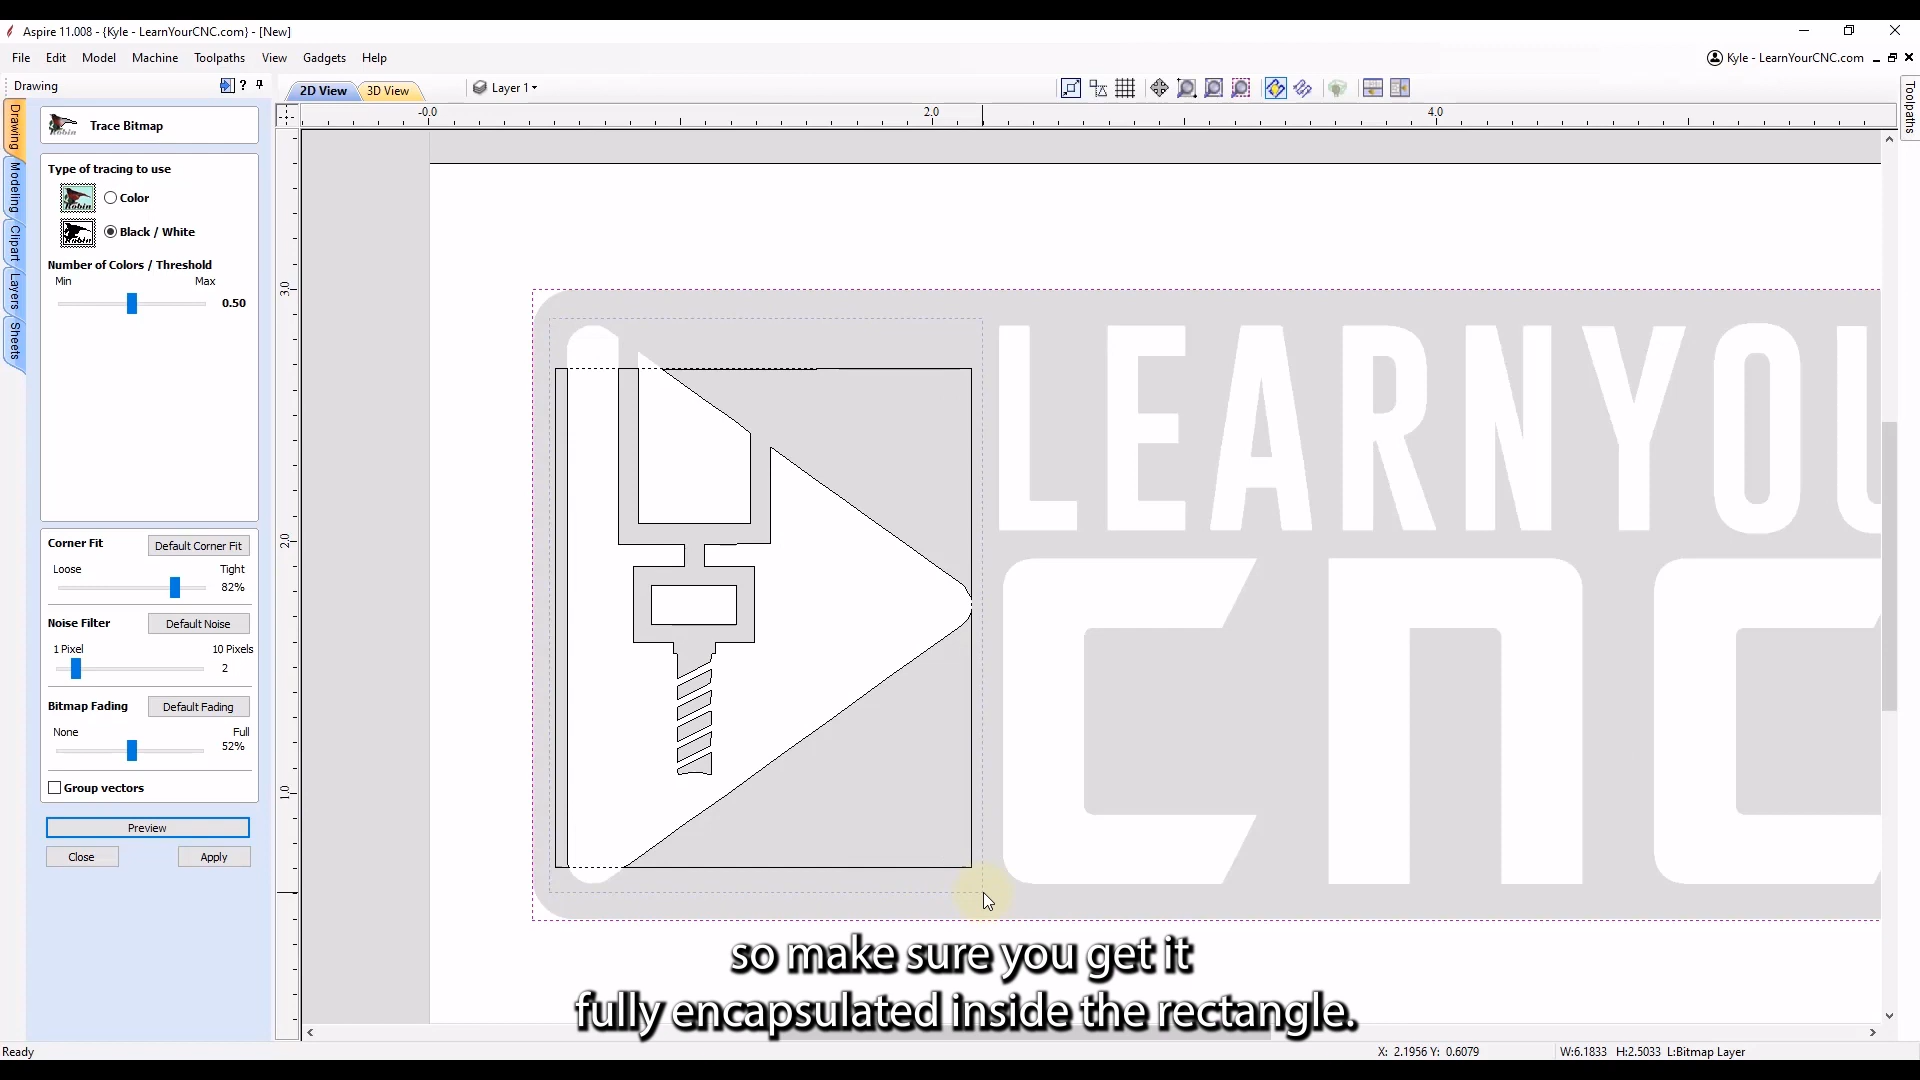 Aspire 11.008 - {Kyle - LearnYourCNC.com} - [New]
File Edit Model Machine Toolpaths View Gadgets Help
Kyle - LearnYourCNC.com
Drawing
?
2D View
3D View
Layer 1
Toolpaths
Drawing
Modeling
Clipart
Layers
Sheets
Trace Bitmap
Type of tracing to use
Color
Black / White
Number of Colors / Threshold
Min Max
0.50
Corner Fit
Default Corner Fit
Loose Tight
82%
Noise Filter
Default Noise
1 Pixel 10 Pixels
2
Bitmap Fading
Default Fading
None Full
52%
Group vectors
Preview
Close
Apply
-0.0 2.0 4.0
3.0
2.0
1.0
LEARNYOU
CNC
so make sure you get it
fully encapsulated inside the rectangle.
Ready
X: 2.1956 Y: 0.6079
W:6.1833 H:2.5033 L:Bitmap Layer